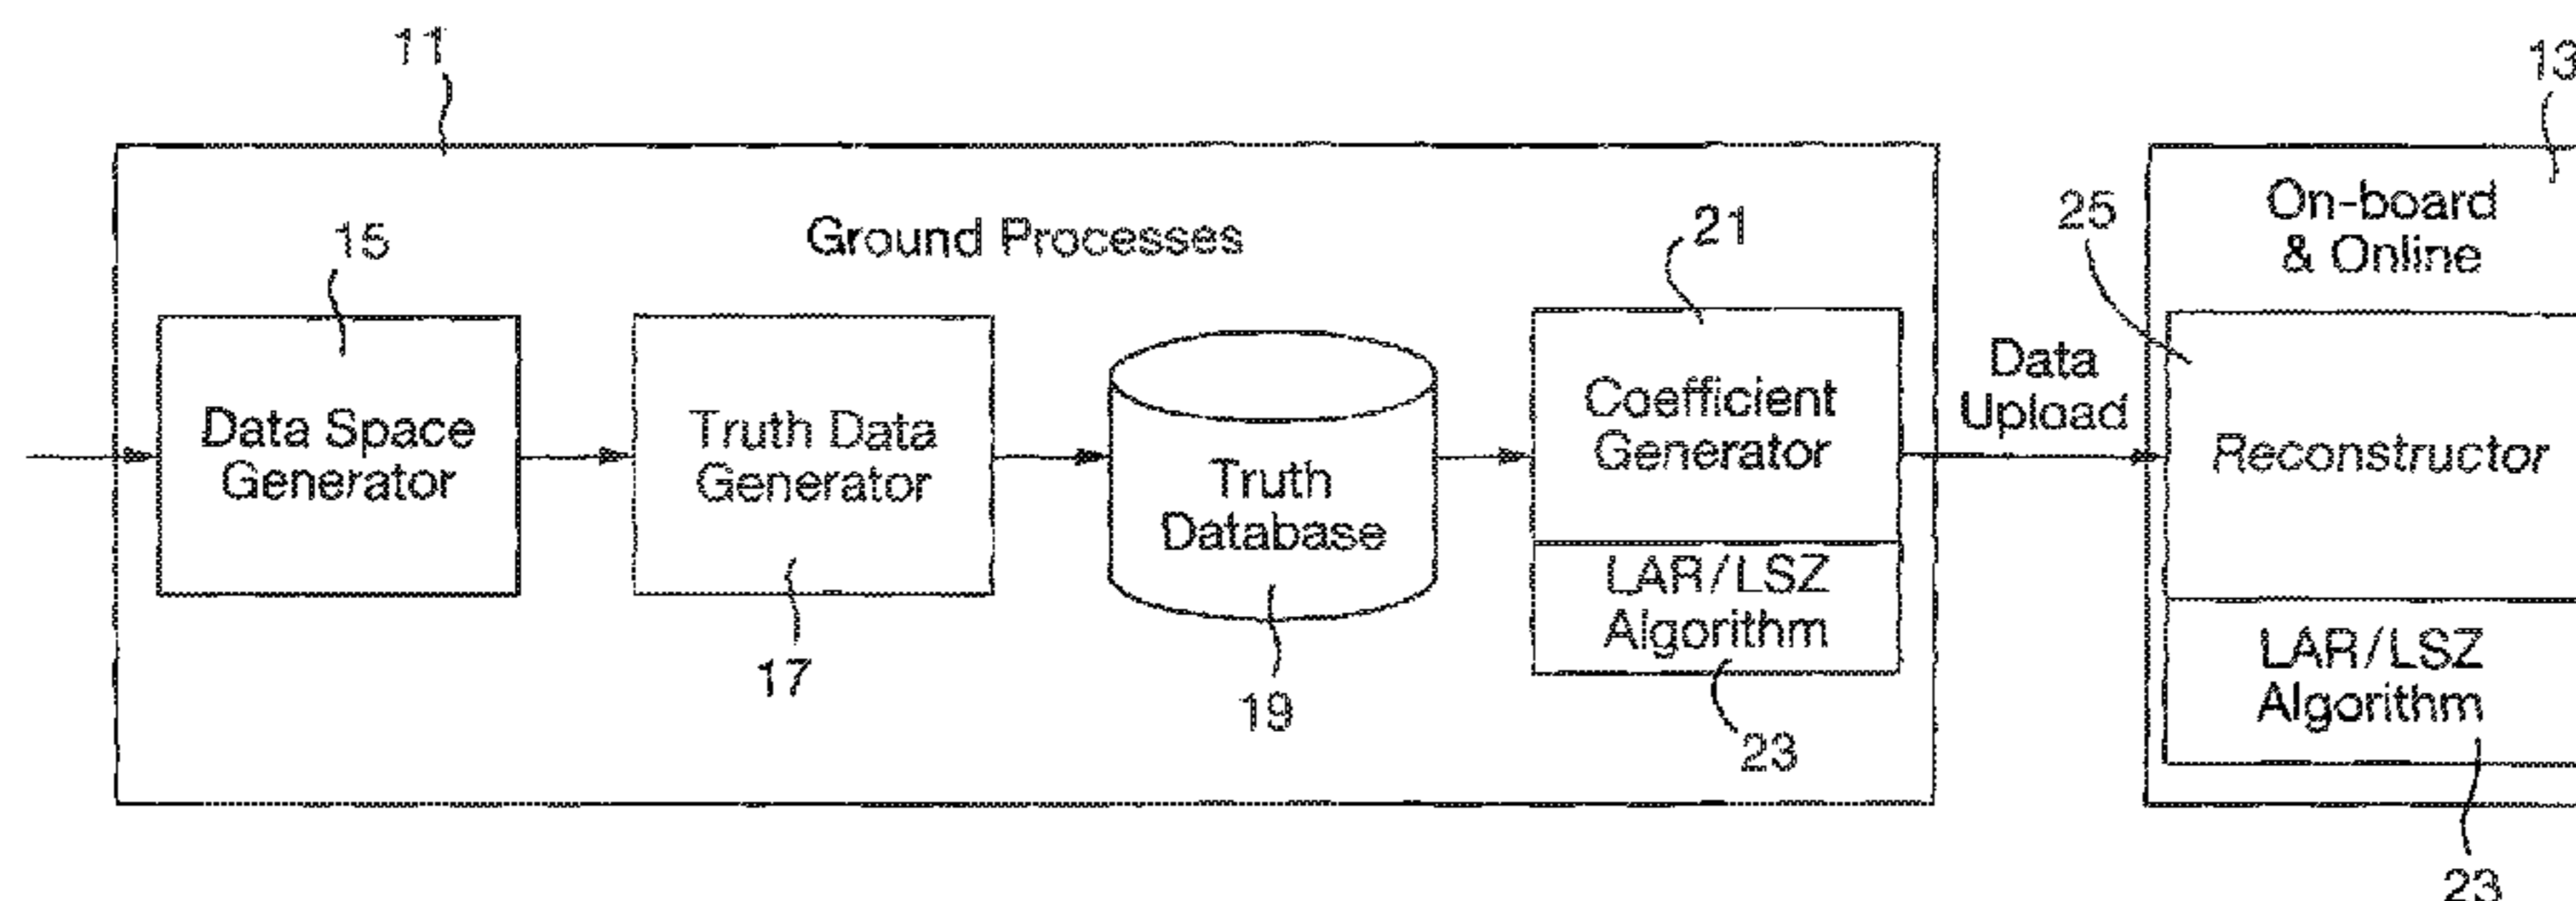 11
13
Ground Processes
On-board
& Online
15
21
25
Data Space
Generator
Truth Data
Generator
Truth
Database
Coefficient
Generator
Data
Upload
Reconstructor
LAR/LSZ
Algorithm
LAR/LSZ
Algorithm
17
19
23
23